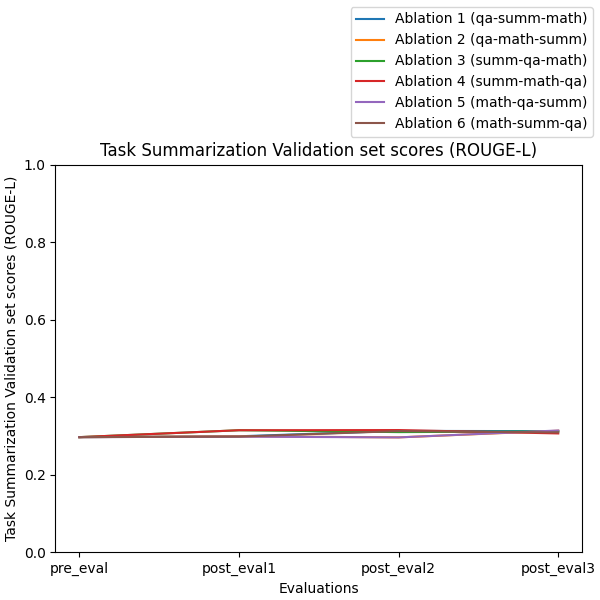 Ablation 1 (qa-summ-math)
Ablation 2 (qa-math-summ)
Ablation 3 (summ-qa-math)
Ablation 4 (summ-math-qa)
Ablation 5 (math-qa-summ)
Ablation 6 (math-summ-qa)
Task Summarization Validation set scores (ROUGE-L)
Task Summarization Validation set scores (ROUGE-L)
1.0
0.8
0.6
0.4
0.2
0.0
pre_eval
post_eval1
post_eval2
post_eval3
Evaluations